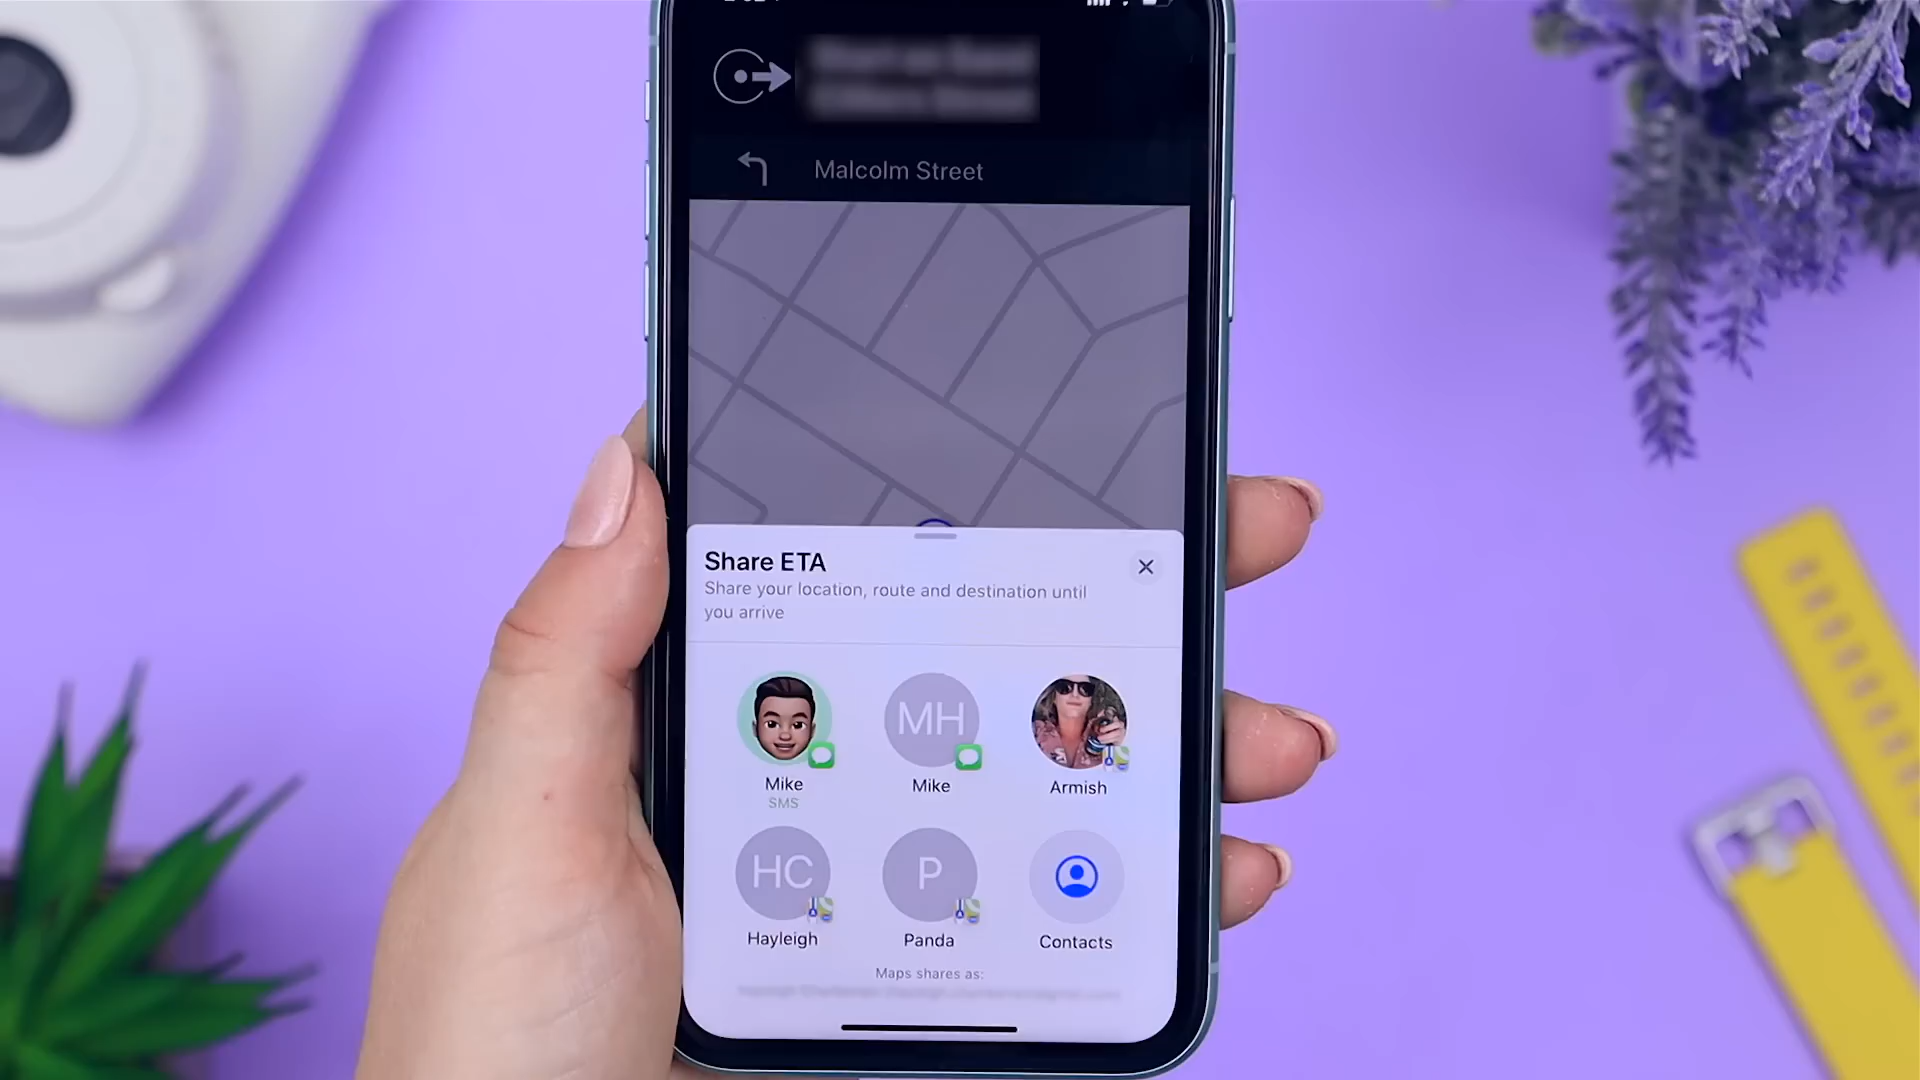 Malcolm Street
Share ETA
Share your location, route and destination until
you arrive
MH
Mike
Mike
Armish
SMS
HC
P
Hayleigh
Panda
Contacts
Maps shares as: